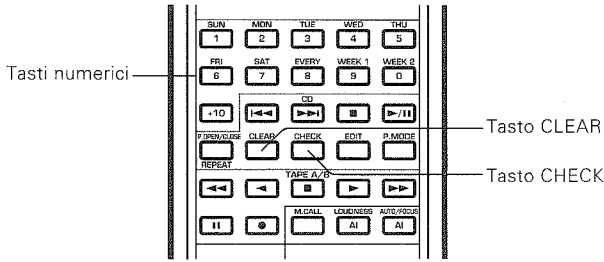 SUN MON TUE WED THU
1 2 3 4 5
FRI SAT EVERY WEEK 1 WEEK 2
Tasti numerici
6 7 8 9 0
CD
+10
P.OPEN/CLOSE CLEAR CHECK EDIT P.MODE
Tasto CLEAR
REPEAT
TAPE A/B
Tasto CHECK
M.CALL LOUDNESS AUTO/FOCUS
AI AI